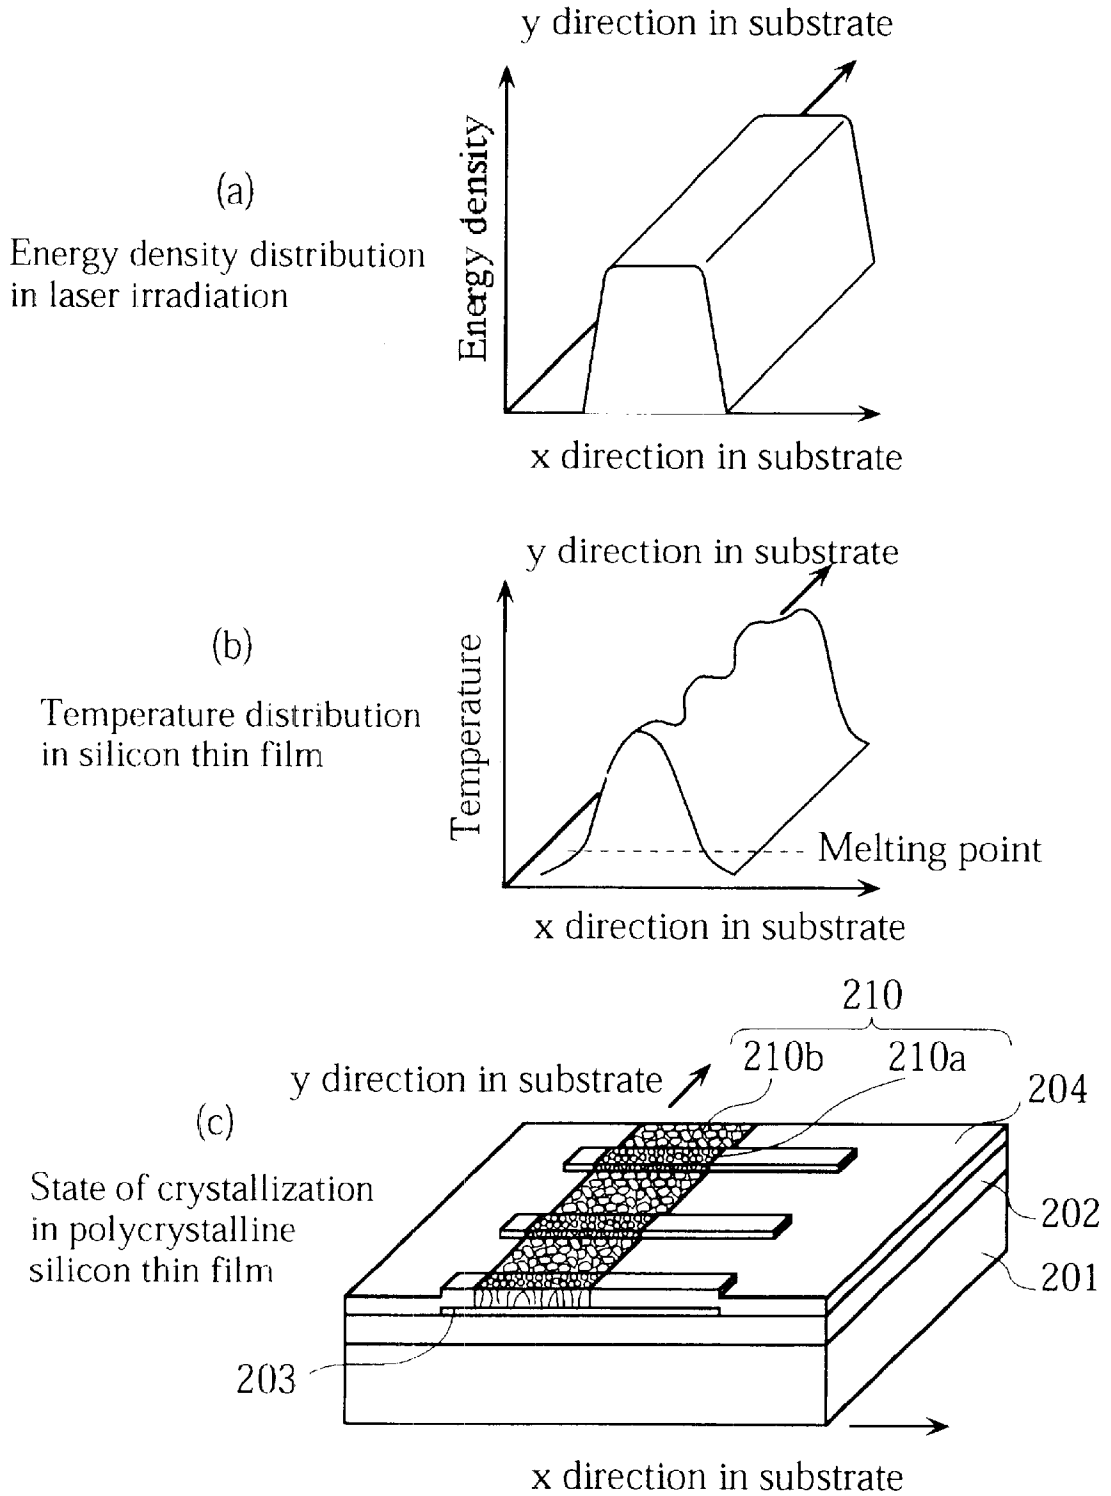 y direction in substrate
Energy density
(a)
Energy density distribution
in laser irradiation
x direction in substrate
y direction in substrate
Temperature
(b)
Temperature distribution
in silicon thin film
Melting point
x direction in substrate
210
210b
210a
y direction in substrate
204
(c)
State of crystallization
in polycrystalline
silicon thin film
202
201
203
x direction in substrate